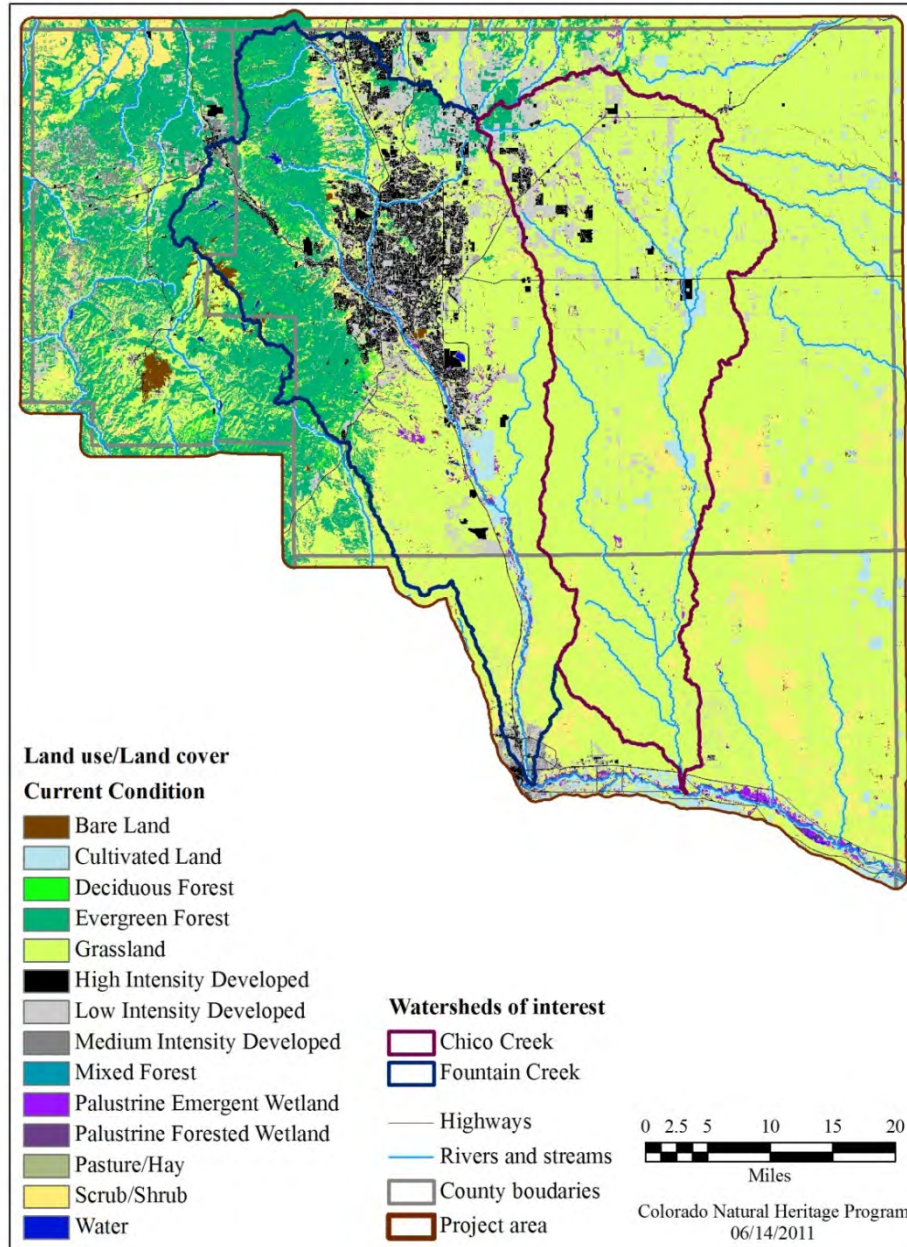 Land use/Land cover
Current Condition
Bare Land
Cultivated Land
Deciduous Forest
Evergreen Forest
Grassland
High Intensity Developed
Low Intensity Developed
Medium Intensity Developed
Mixed Forest
Palustrine Emergent Wetland
Palustrine Forested Wetland
Pasture/Hay
Scrub/Shrub
Water
Watersheds of interest
Chico Creek
Fountain Creek
Highways
Rivers and streams
County boudaries
Project area
0 2.5 5 10 15 20
Miles
Colorado Natural Heritage Program
06/14/2011